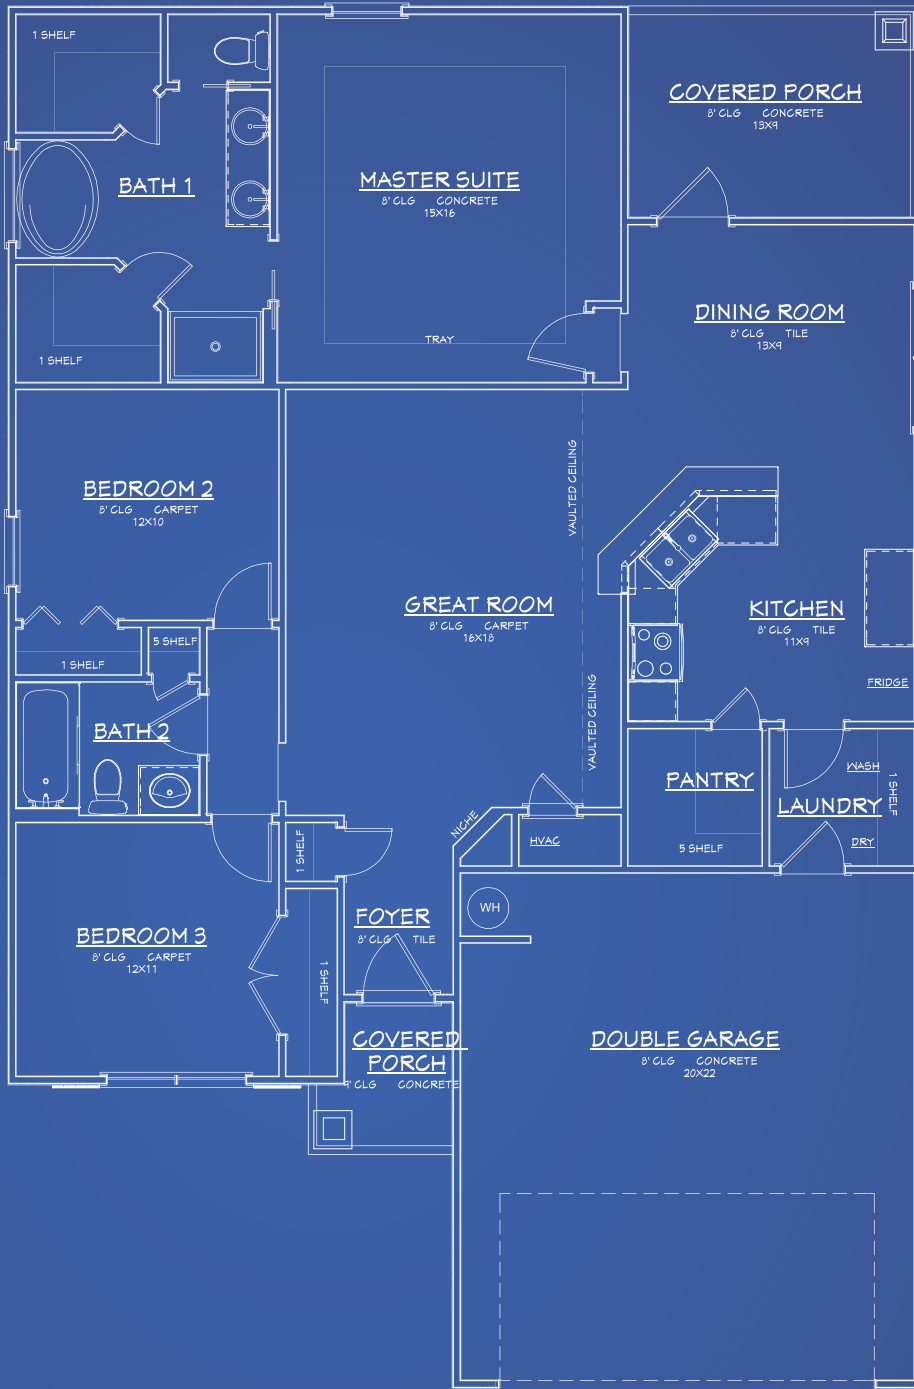 1 SHELF
COVERED PORCH
8' CLG CONCRETE
13X9
BATH 1
MASTER SUITE
8' CLG CONCRETE
15X16
DINING ROOM
8' CLG TILE
13X9
TRAY
1 SHELF
VAULTED CEILING
BEDROOM 2
8' CLG CARPET
12X10
GREAT ROOM
8' CLG CARPET
16X18
KITCHEN
8' CLG TILE
11X9
5 SHELF
1 SHELF
FRIDGE
VAULTED CEILING
BATH 2
WASH
PANTRY
1 SHELF
LAUNDRY
NICHE
HVAC
5 SHELF
DRY
1 SHELF
WH
FOYER
8' CLG TILE
BEDROOM 3
8' CLG CARPET
12X11
1 SHELF
COVERED
PORCH
' CLG CONCRETE
DOUBLE GARAGE
8' CLG CONCRETE
20X22